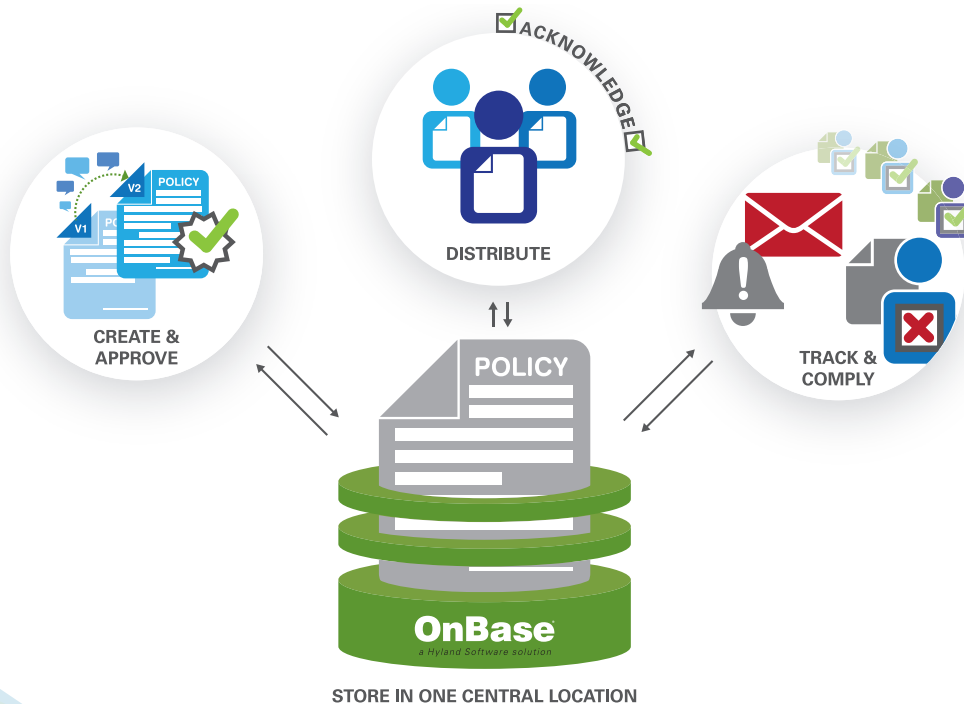 ACKNOWLEDGE
V2
POLICY
V1
PO
DISTRIBUTE
CREATE &
APPROVE
TRACK &
COMPLY
POLICY
OnBase
a Hyland Software solution
STORE IN ONE CENTRAL LOCATION